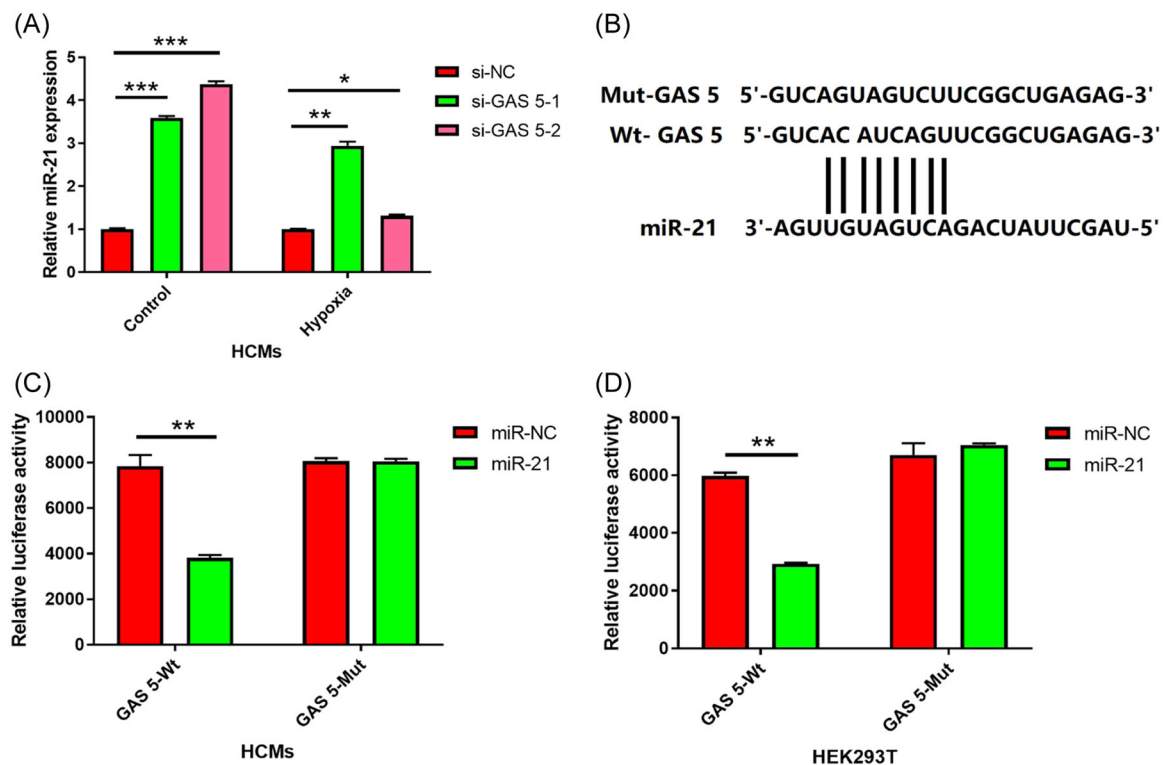 (A)
Relative miR-21 expression
5
4
3
2
1
0
***
***
*
**
si-NC
si-GAS 5-1
si-GAS 5-2
Control
Hypoxia
HCMs
(B)
Mut-GAS 5 5'-GUCAGUAGUCUUCGGCUGAGAG-3'
Wt- GAS 5 5'-GUCAC AUCAGUUCGGCUGAGAG-3'
miR-21 3'-AGUUGUAGUCAGACUAUUCGAU-5'
(C)
Relative luciferase activity
10000
8000
6000
4000
2000
0
**
miR-NC
miR-21
GAS 5-Wt
GAS 5-Mut
HCMs
(D)
Relative luciferase activity
8000
6000
4000
2000
0
**
miR-NC
miR-21
GAS 5-Wt
GAS 5-Mut
HEK293T